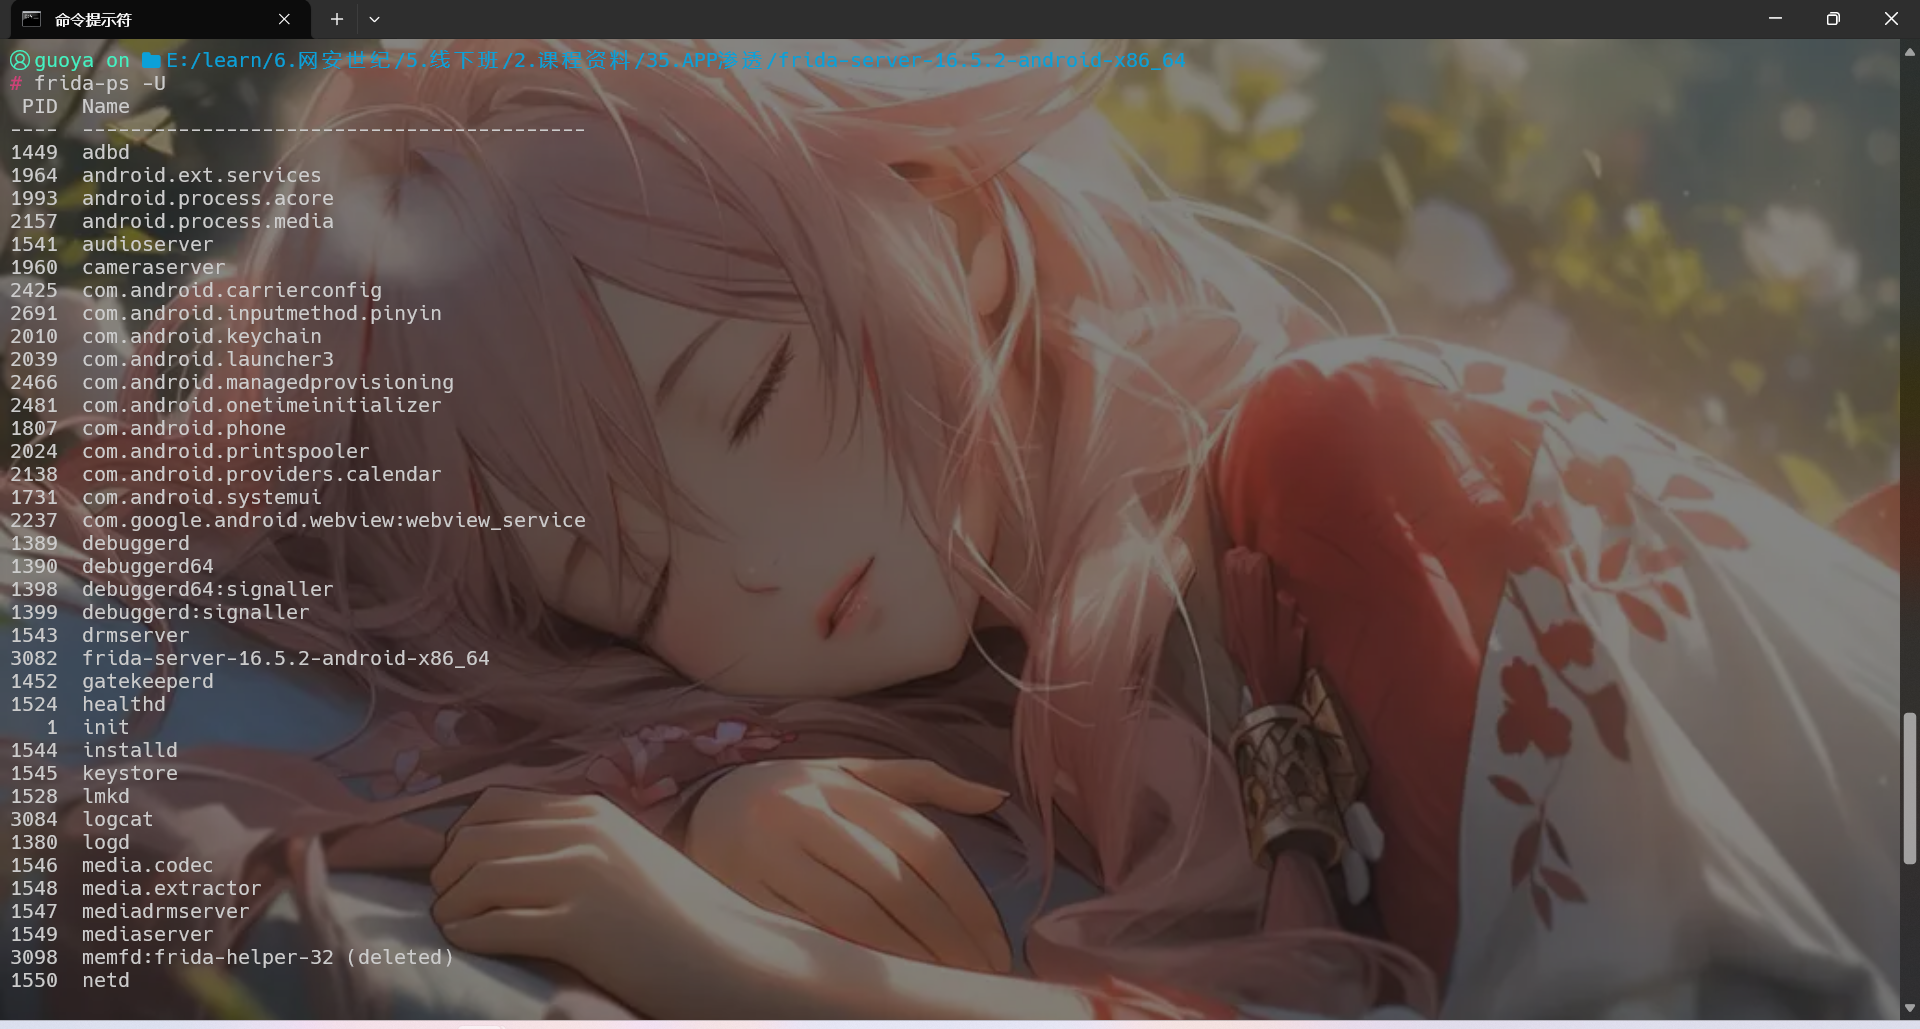 命令提示符
guoya on E:/learn/6.网安世纪/5.线下班/2.课程资料/35.APP渗透/frida-server-16.5.2-android-x86_64
# frida-ps -U
 PID  Name
----  ------------------------------------------
1449  adbd
1964  android.ext.services
1993  android.process.acore
2157  android.process.media
1541  audioserver
1960  cameraserver
2425  com.android.carrierconfig
2691  com.android.inputmethod.pinyin
2010  com.android.keychain
2039  com.android.launcher3
2466  com.android.managedprovisioning
2481  com.android.onetimeinitializer
1807  com.android.phone
2024  com.android.printspooler
2138  com.android.providers.calendar
1731  com.android.systemui
2237  com.google.android.webview:webview_service
1389  debuggerd
1390  debuggerd64
1398  debuggerd64:signaller
1399  debuggerd:signaller
1543  drmserver
3082  frida-server-16.5.2-android-x86_64
1452  gatekeeperd
1524  healthd
   1  init
1544  installd
1545  keystore
1528  lmkd
3084  logcat
1380  logd
1546  media.codec
1548  media.extractor
1547  mediadrmserver
1549  mediaserver
3098  memfd:frida-helper-32 (deleted)
1550  netd